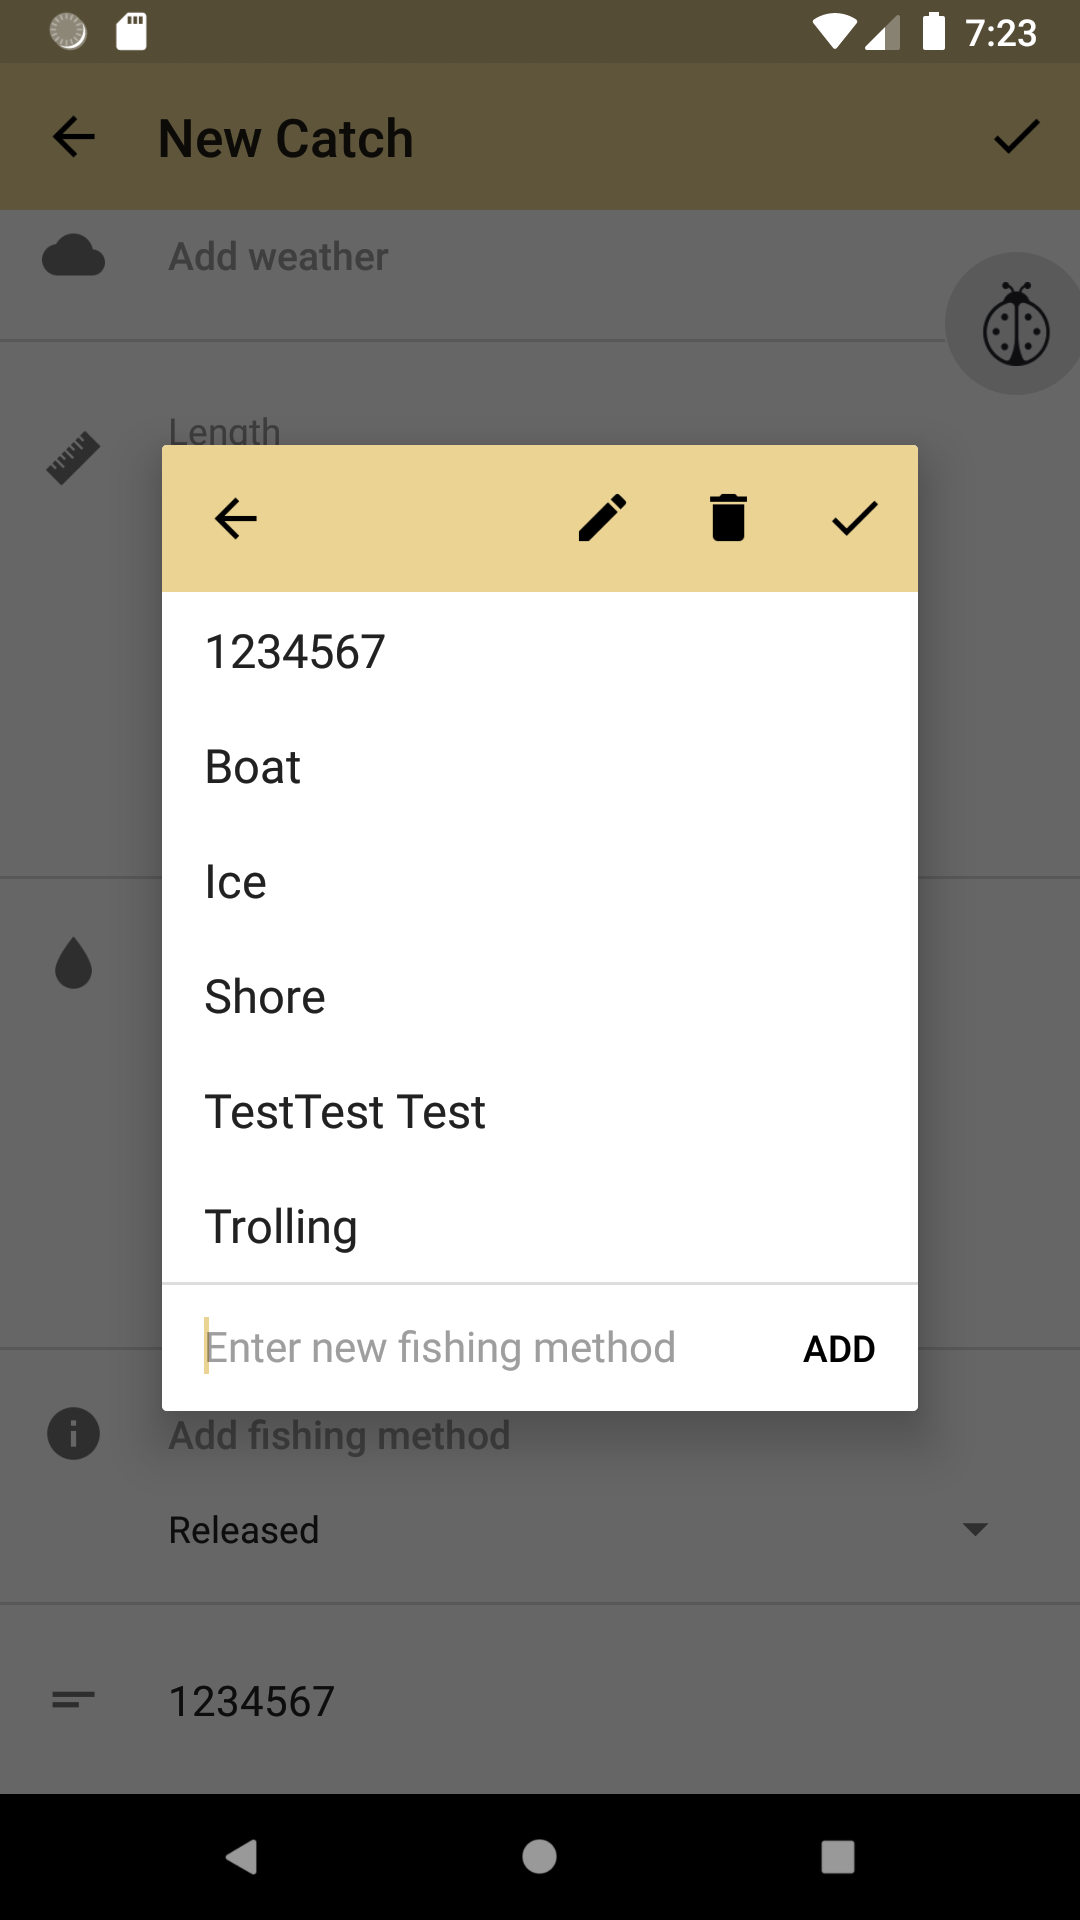 7:23
New Catch
Add weather
Length
1234567
Boat
Ice
Shore
TestTest Test
Trolling
Enter new fishing method
ADD
Add fishing method
Released
1234567